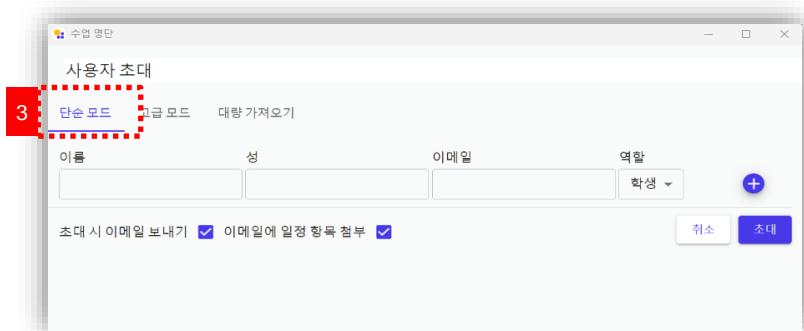 수업 명단
사용자 초대
3
단순 모드 고급 모드 대량 가져오기
이름 성 이메일 역할
학생
초대 시 이메일 보내기 이메일에 일정 항목 첨부 취소 초대